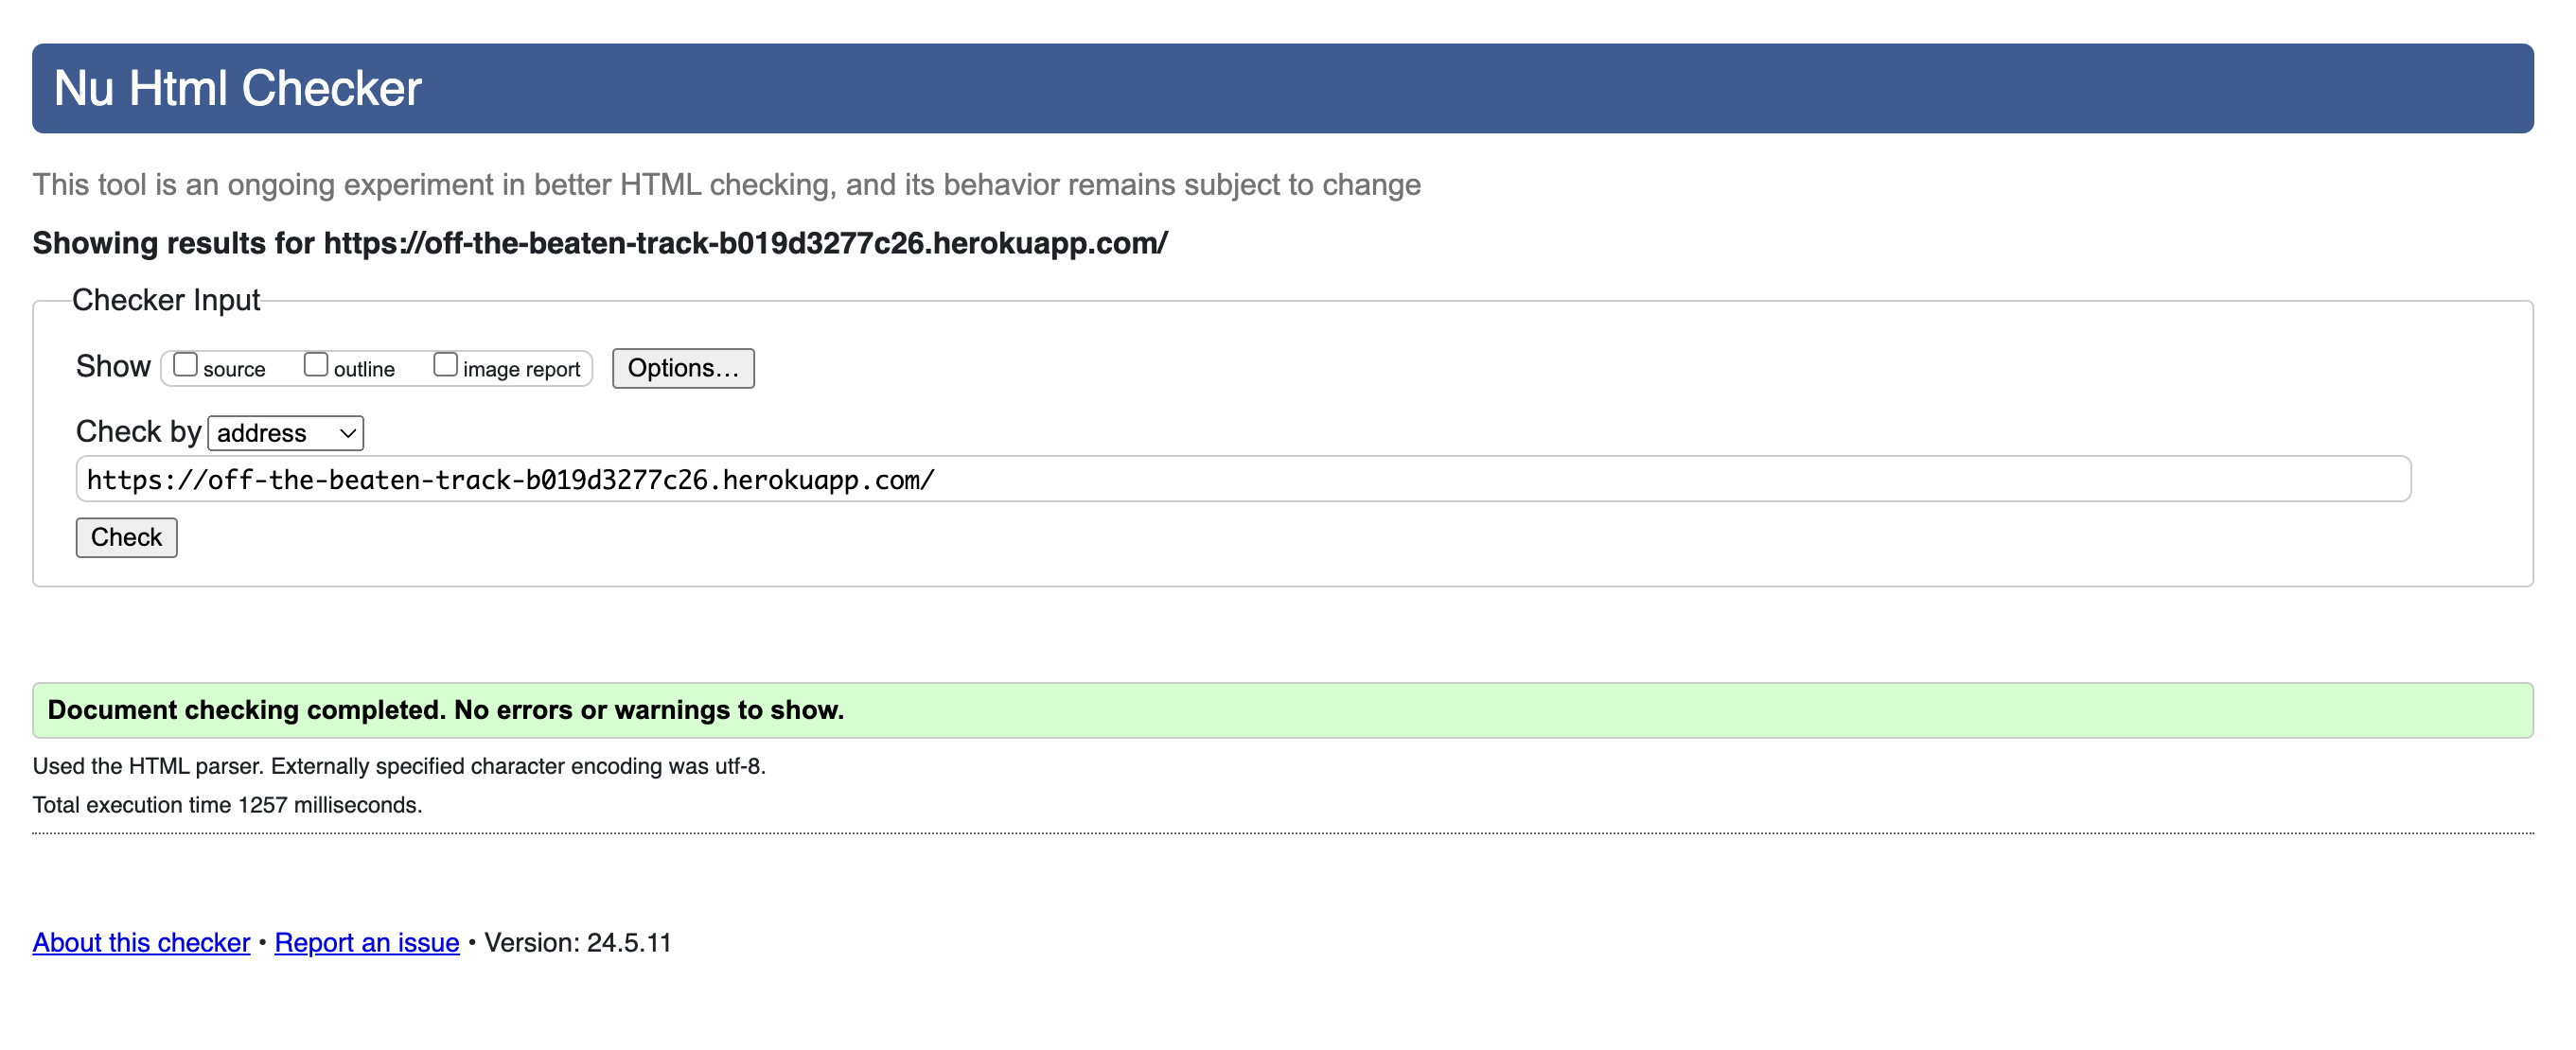 Nu Html Checker
This tool is an ongoing experiment in better HTML checking, and its behavior remains subject to change
Showing results for https://off-the-beaten-track-b019d3277c26.herokuapp.com/
Checker Input
Show source outline image report Options...
Check by address
https://off-the-beaten-track-b019d3277c26.herokuapp.com/
Check
Document checking completed. No errors or warnings to show.
Used the HTML parser. Externally specified character encoding was utf-8.
Total execution time 1257 milliseconds.
About this checker • Report an issue • Version: 24.5.11